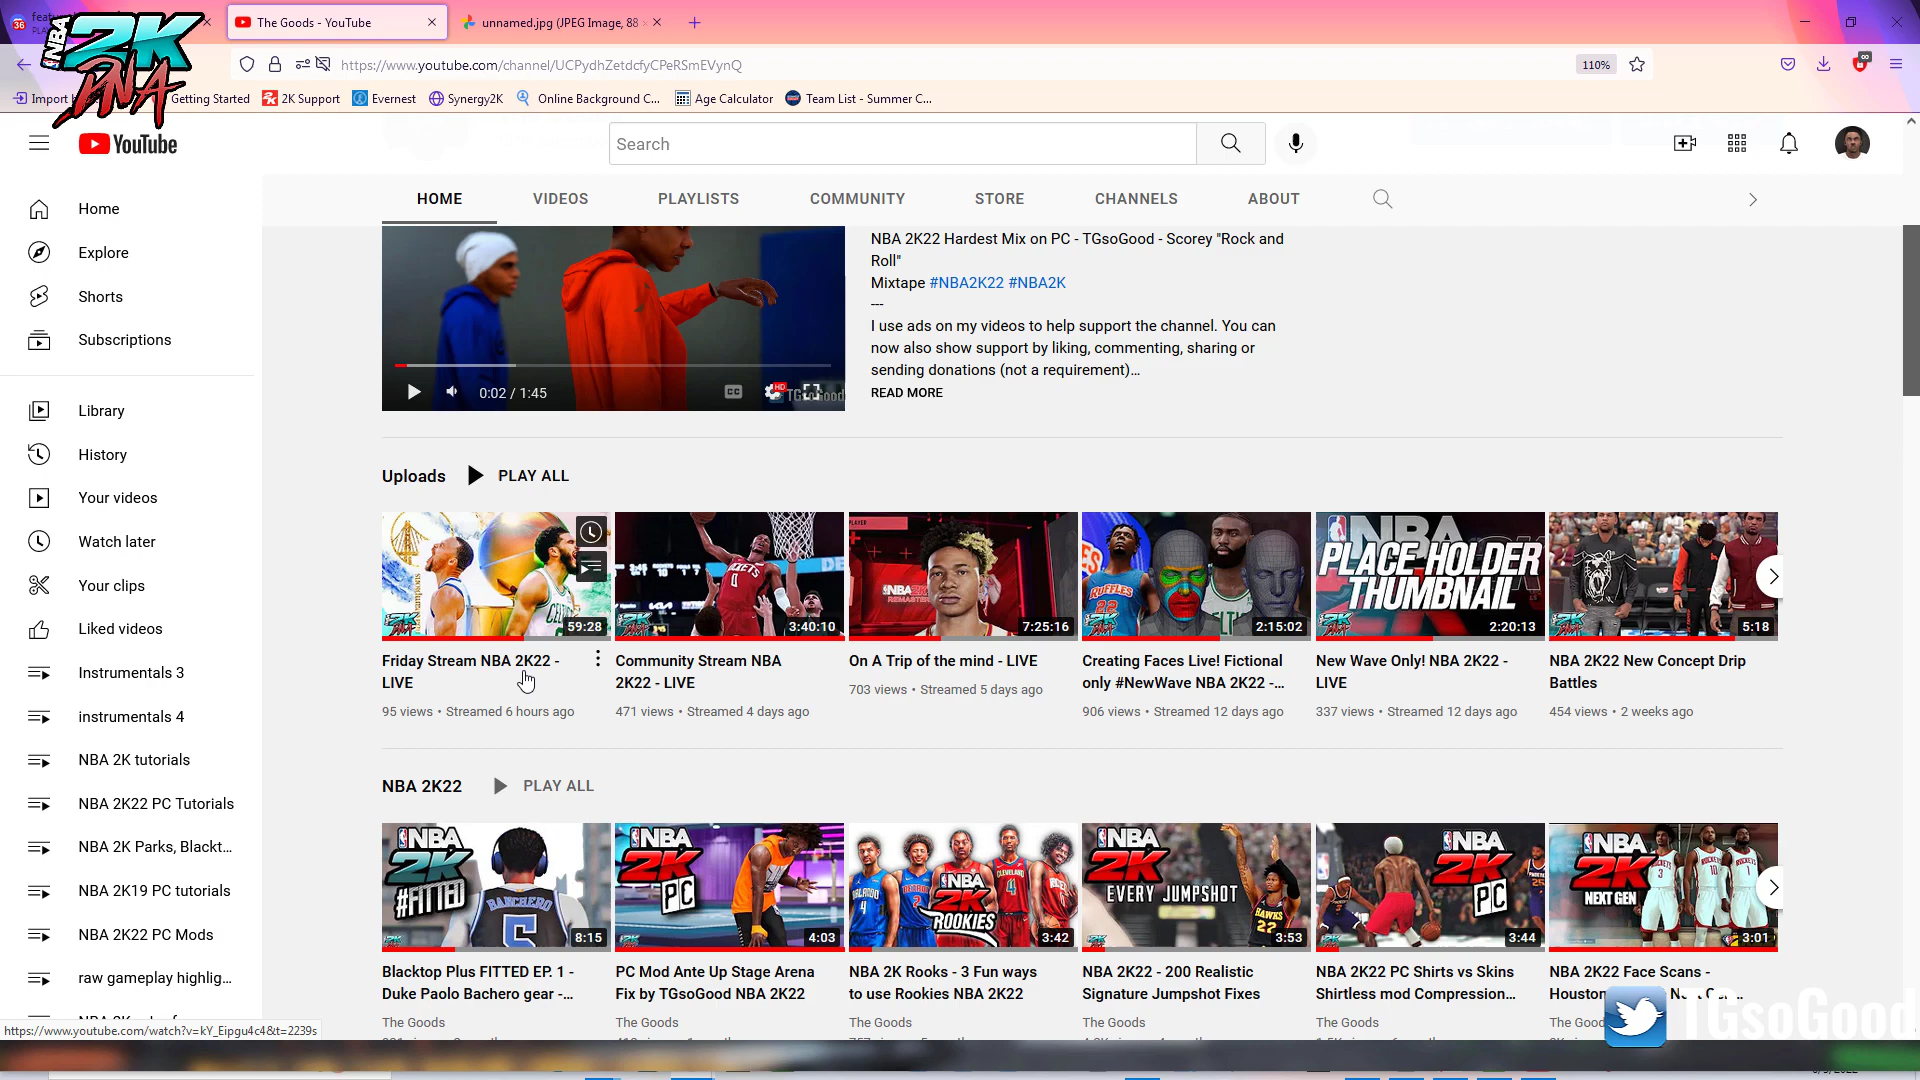 36
The Goods - YouTube
unnamed.jpg (JPEG Image, 88
NBA 2K DNA
https://www.youtube.com/channel/UCPydhZetdcfyCPeRSmEVynQ
110%
Import
Getting Started
2K Support
Evernest
Synergy2K
Online Background C...
Age Calculator
Team List - Summer C...
YouTube
Search
HOME
VIDEOS
PLAYLISTS
COMMUNITY
STORE
CHANNELS
ABOUT
Home
Explore
Shorts
Subscriptions
Library
History
Your videos
Watch later
Your clips
Liked videos
Instrumentals 3
instrumentals 4
NBA 2K tutorials
NBA 2K22 PC Tutorials
NBA 2K Parks, Blackt...
NBA 2K19 PC tutorials
NBA 2K22 PC Mods
raw gameplay highlig...
NBA 2K22 Hardest Mix on PC - TGsoGood - Scorey "Rock and
Roll"
Mixtape #NBA2K22 #NBA2K
---
I use ads on my videos to help support the channel. You can
now also show support by liking, commenting, sharing or
sending donations (not a requirement)...
READ MORE
0:02 / 1:45
CC
HD
TGsoGood
Uploads
PLAY ALL
59:28
3:40:10
7:25:16
2:15:02
NBA
PLACE HOLDER
THUMBNAIL
2:20:13
5:18
Friday Stream NBA 2K22 -
LIVE
95 views • Streamed 6 hours ago
Community Stream NBA
2K22 - LIVE
471 views • Streamed 4 days ago
On A Trip of the mind - LIVE
703 views • Streamed 5 days ago
Creating Faces Live! Fictional
only #NewWave NBA 2K22 -...
906 views • Streamed 12 days ago
New Wave Only! NBA 2K22 -
LIVE
337 views • Streamed 12 days ago
NBA 2K22 New Concept Drip
Battles
454 views • 2 weeks ago
NBA 2K22
PLAY ALL
NBA
2K
#FITTED
BANCHERO
5
8:15
NBA
2K
PC
4:03
NBA
2K
ROOKIES
3:42
NBA
2K
EVERY JUMPSHOT
HAWKS
22
3:53
NBA
2K
PC
3:44
NBA
2K
NEXT GEN
3:01
Blacktop Plus FITTED EP. 1 -
Duke Paolo Bachero gear -...
The Goods
PC Mod Ante Up Stage Arena
Fix by TGsoGood NBA 2K22
The Goods
NBA 2K Rooks - 3 Fun ways
to use Rookies NBA 2K22
The Goods
NBA 2K22 - 200 Realistic
Signature Jumpshot Fixes
The Goods
NBA 2K22 PC Shirts vs Skins
Shirtless mod Compression...
The Goods
NBA 2K22 Face Scans -
The
TGsoGood
https://www.youtube.com/watch?v=kY_Eipgu4c4&t=2239s